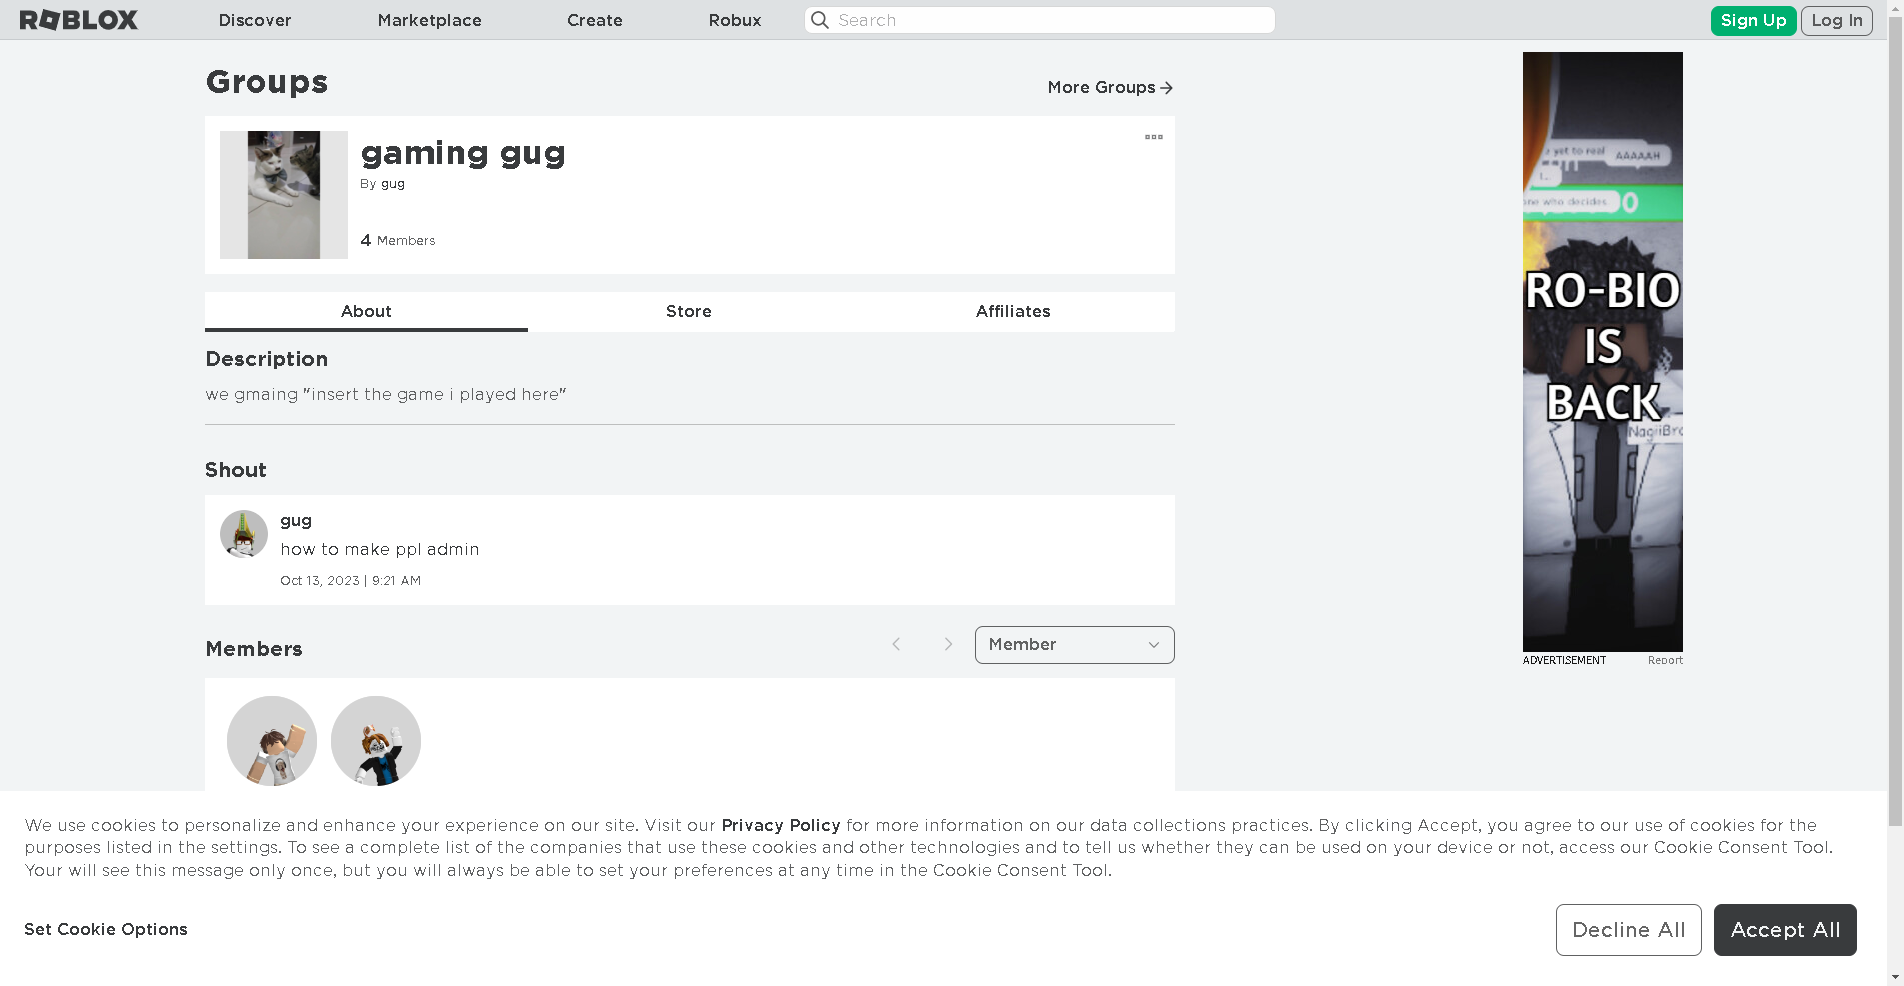 ROBLOX Discover Marketplace Create Robux Search Sign Up Log In
Groups
More Groups
gaming gug
By gug
4 Members
About Store Affiliates
Description
we gmaing "insert the game i played here"
Shout
gug
how to make ppl admin
Oct 13, 2023 | 9:21 AM
Members
Member
yet to real
AAAAAH
one who decides...
0
RO-BIO
IS
BACK
ADVERTISEMENT Report
We use cookies to personalize and enhance your experience on our site. Visit our Privacy Policy for more information on our data collections practices. By clicking Accept, you agree to our use of cookies for the
purposes listed in the settings. To see a complete list of the companies that use these cookies and other technologies and to tell us whether they can be used on your device or not, access our Cookie Consent Tool.
Your will see this message only once, but you will always be able to set your preferences at any time in the Cookie Consent Tool.
Set Cookie Options
Decline All Accept All